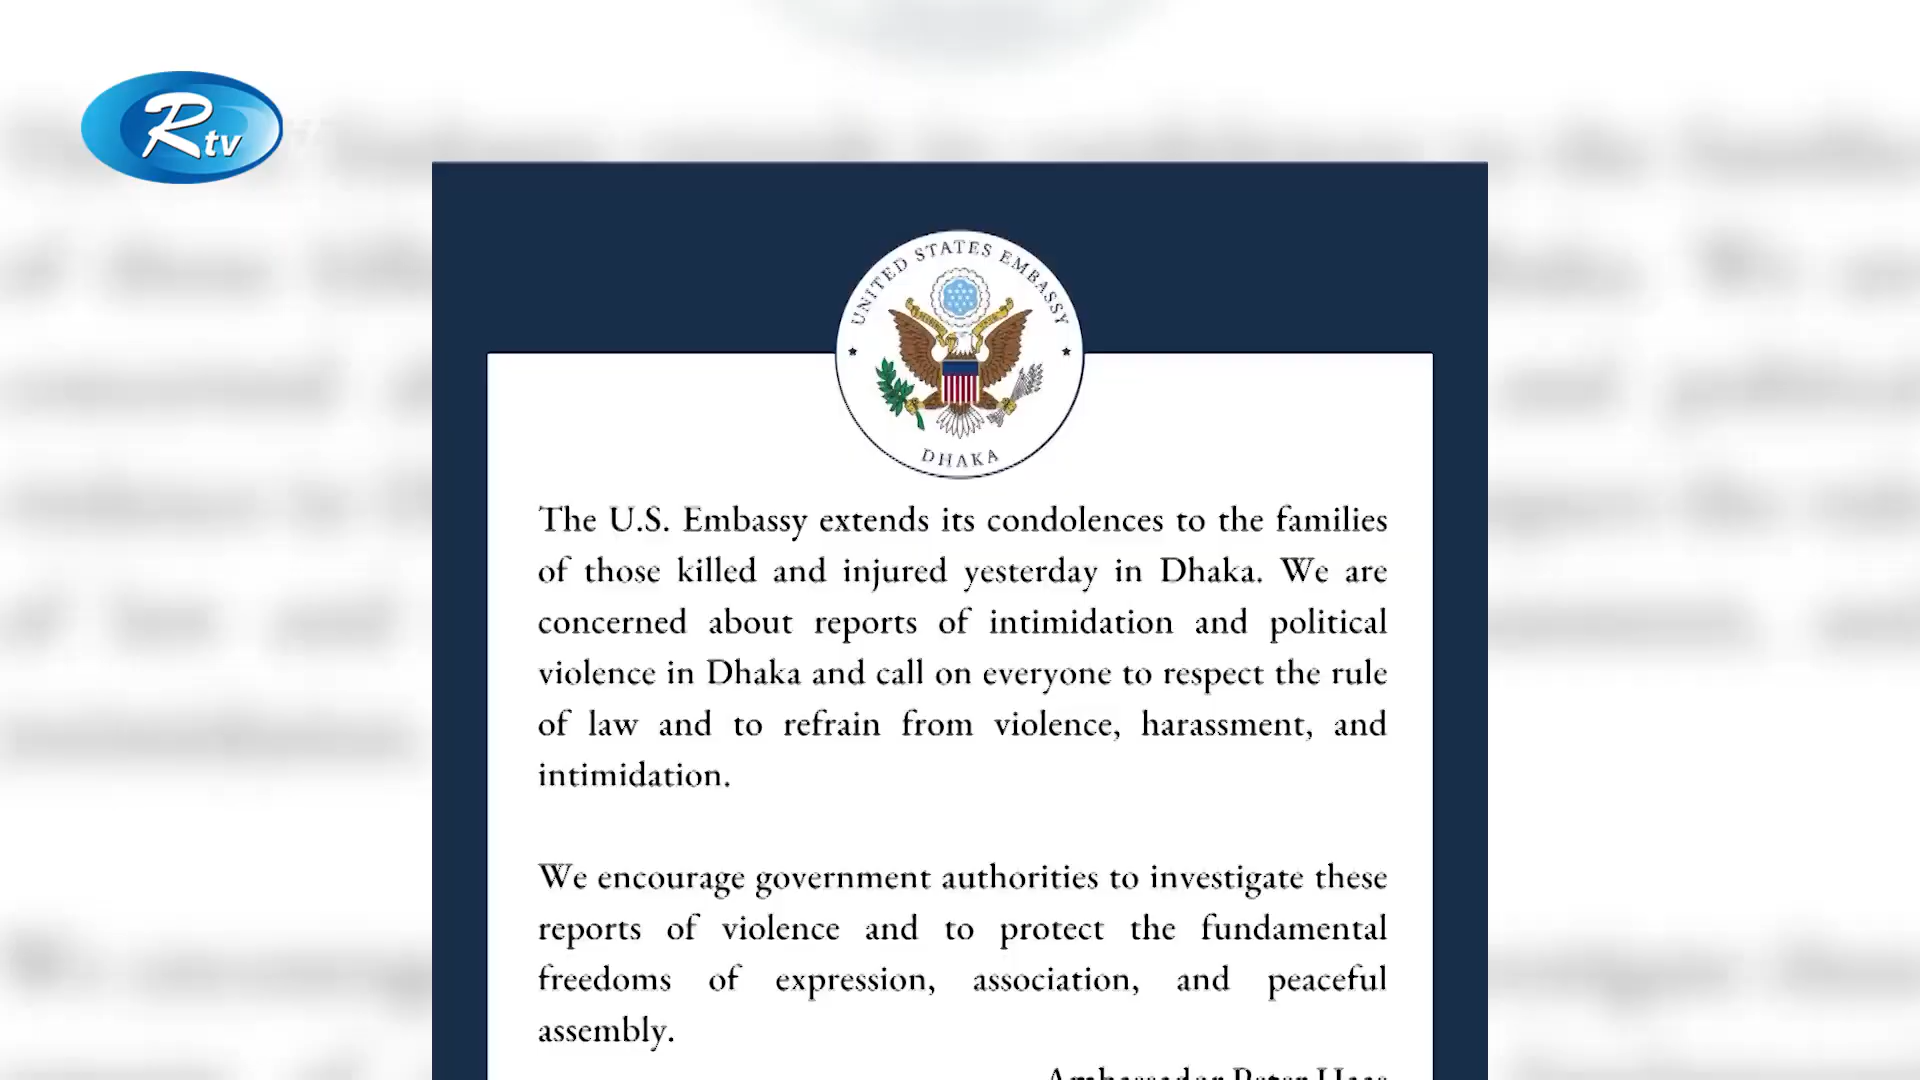 Rtv
UNITED STATES EMBASSY
DHAKA
The U.S. Embassy extends its condolences to the families
of those killed and injured yesterday in Dhaka. We are
concerned about reports of intimidation and political
violence in Dhaka and call on everyone to respect the rule
of law and to refrain from violence, harassment, and
intimidation.
We encourage government authorities to investigate these
reports of violence and to protect the fundamental
freedoms of expression, association, and peaceful
assembly.
Ambassador Peter Haas